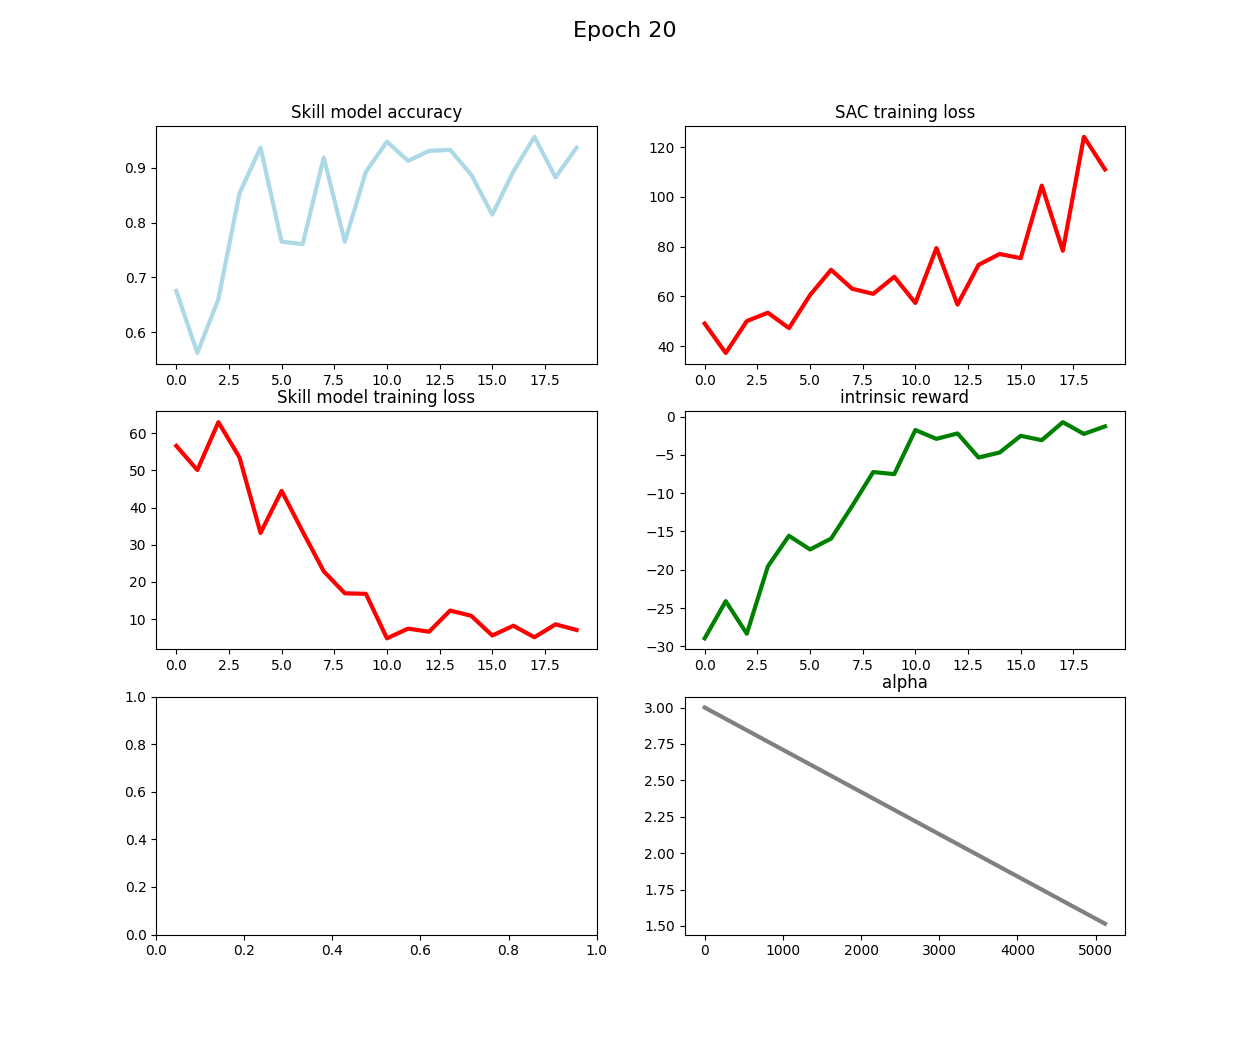 Epoch 20
Skill model accuracy
0.9
0.8
0.7
0.6
0.0 2.5 5.0 7.5 10.0 12.5 15.0 17.5
SAC training loss
120
100
80
60
40
0.0 2.5 5.0 7.5 10.0 12.5 15.0 17.5
Skill model training loss
60
50
40
30
20
10
0.0 2.5 5.0 7.5 10.0 12.5 15.0 17.5
intrinsic reward
0
−5
−10
−15
−20
−25
−30
0.0 2.5 5.0 7.5 10.0 12.5 15.0 17.5
1.0
0.8
0.6
0.4
0.2
0.0
0.0 0.2 0.4 0.6 0.8 1.0
alpha
3.00
2.75
2.50
2.25
2.00
1.75
1.50
0 1000 2000 3000 4000 5000